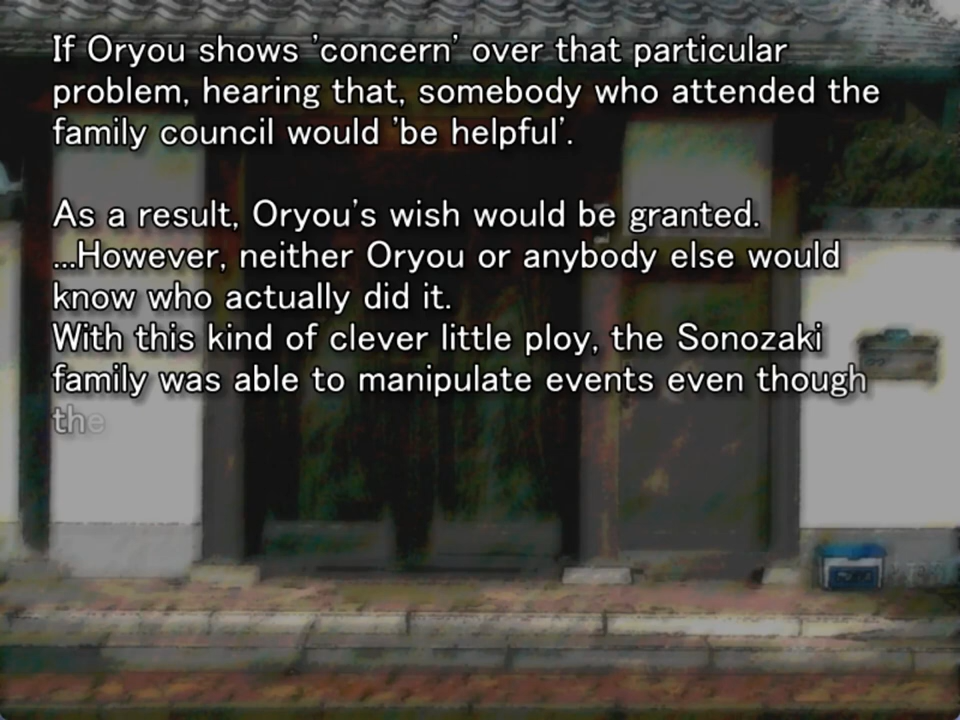 If Oryou shows 'concern' over that particular
problem, hearing that, somebody who attended the
family council would 'be helpful'.
As a result, Oryou's wish would be granted.
...However, neither Oryou or anybody else would
know who actually did it.
With this kind of clever little ploy, the Sonozaki
family was able to manipulate events even though
the